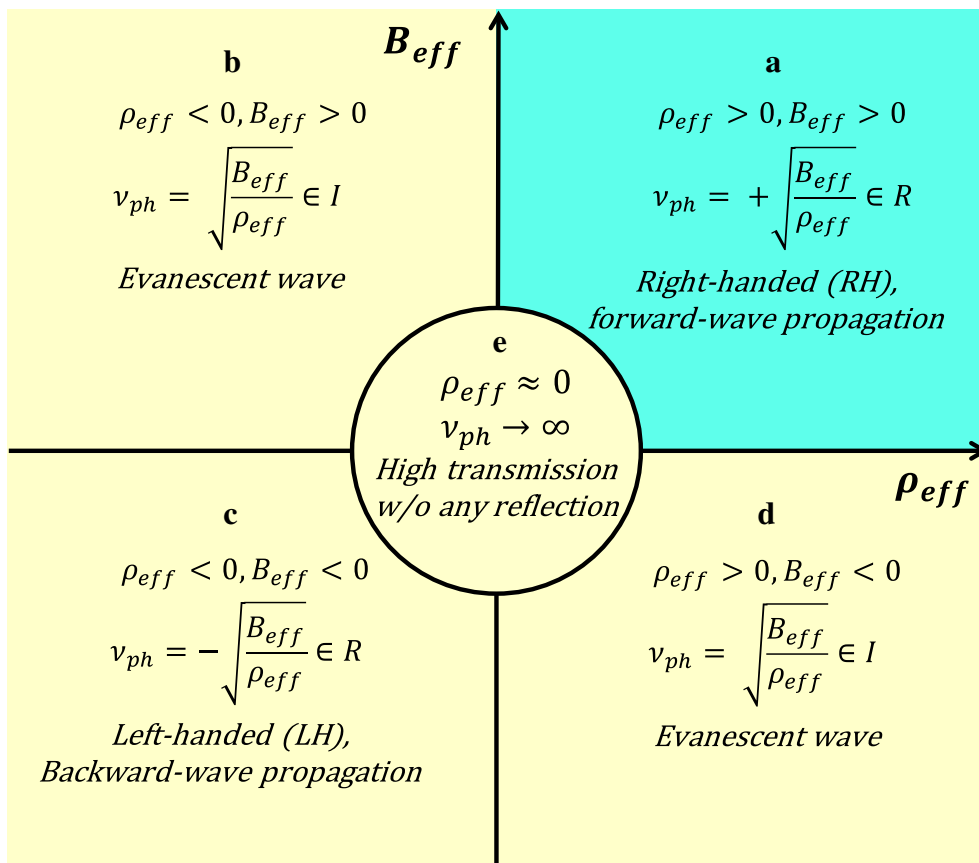 B_eff
b
ρ_eff < 0, B_eff > 0
ν_ph = √(B_eff/ρ_eff) ∈ I
Evanescent wave
a
ρ_eff > 0, B_eff > 0
ν_ph = +√(B_eff/ρ_eff) ∈ R
Right-handed (RH),
forward-wave propagation
e
ρ_eff ≈ 0
ν_ph → ∞
High transmission
w/o any reflection
ρ_eff
c
ρ_eff < 0, B_eff < 0
ν_ph = −√(B_eff/ρ_eff) ∈ R
Left-handed (LH),
Backward-wave propagation
d
ρ_eff > 0, B_eff < 0
ν_ph = √(B_eff/ρ_eff) ∈ I
Evanescent wave